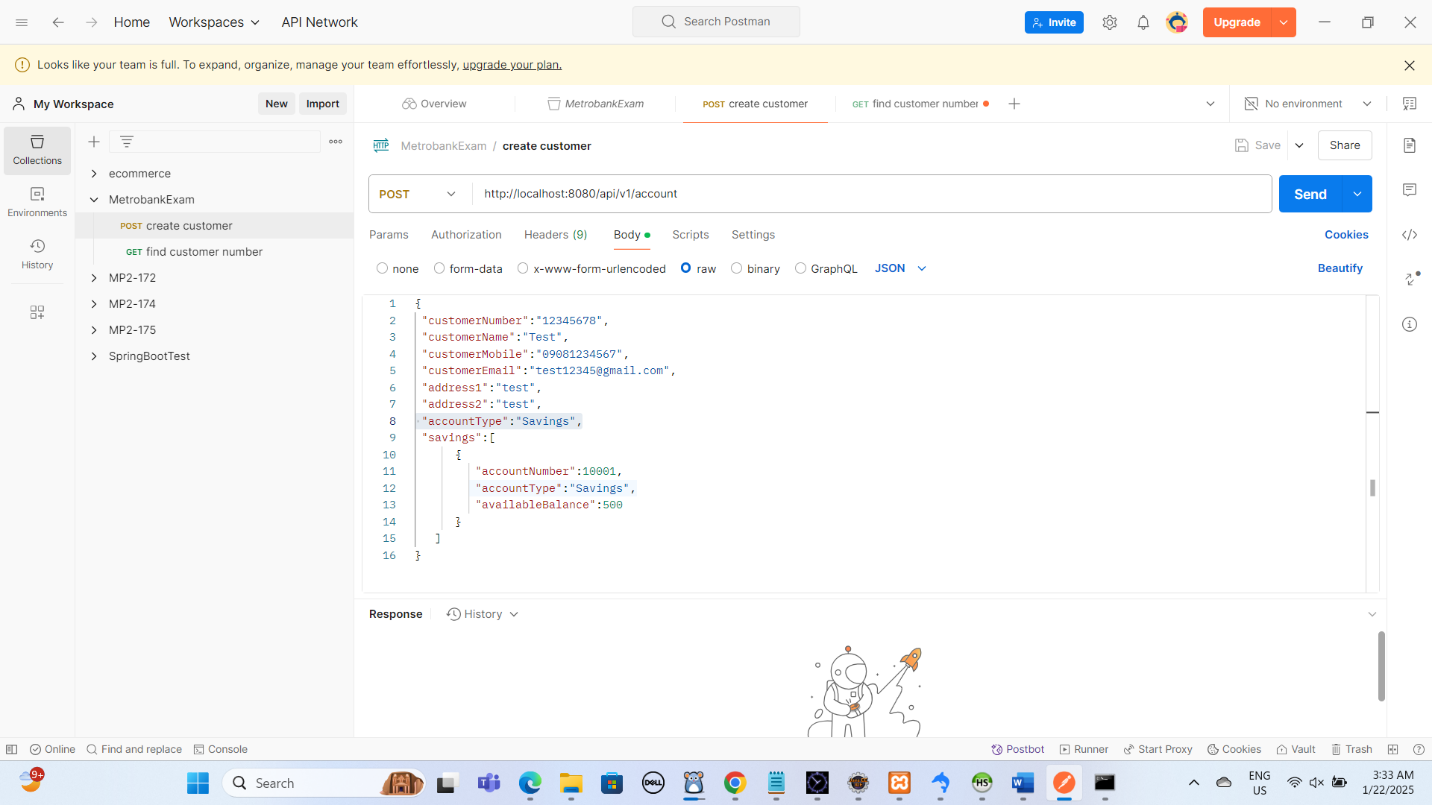 Home
Workspaces
API Network
Search Postman
Invite
Upgrade
Looks like your team is full. To expand, organize, manage your team effortlessly, upgrade your plan.
My Workspace
New
Import
Overview
MetrobankExam
POST create customer
GET find customer number
No environment
Collections
Environments
History
ecommerce
MetrobankExam
POST create customer
GET find customer number
MP2-172
MP2-174
MP2-175
SpringBootTest
HTTP MetrobankExam / create customer
Save
Share
POST
http://localhost:8080/api/v1/account
Send
Params
Authorization
Headers (9)
Body
Scripts
Settings
Cookies
none
form-data
x-www-form-urlencoded
raw
binary
GraphQL
JSON
Beautify
1 {
2 "customerNumber":"12345678",
3 "customerName":"Test",
4 "customerMobile":"09081234567",
5 "customerEmail":"test12345@gmail.com",
6 "address1":"test",
7 "address2":"test",
8 "accountType":"Savings",
9 "savings":[
10 {
11 "accountNumber":10001,
12 "accountType":"Savings",
13 "availableBalance":500
14 }
15 ]
16 }
Response
History
Online
Find and replace
Console
Postbot
Runner
Start Proxy
Cookies
Vault
Trash
9+
Search
DELL
HS
W
ENG
US
3:33 AM
1/22/2025